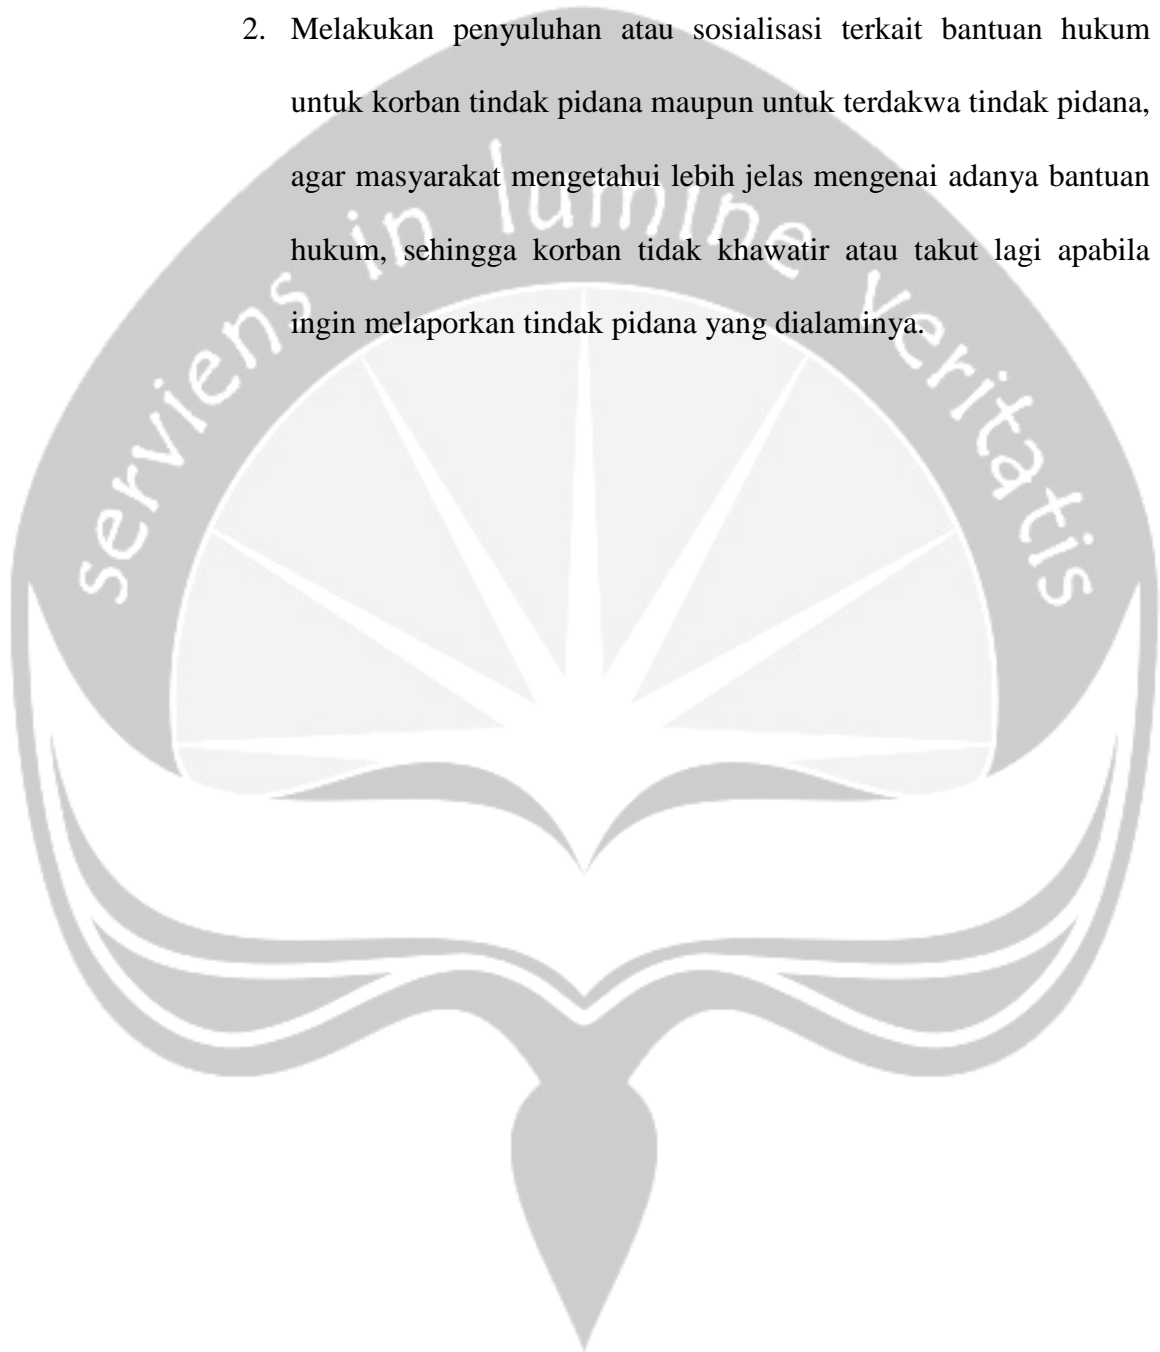 2. Melakukan penyuluhan atau sosialisasi terkait bantuan hukum
untuk korban tindak pidana maupun untuk terdakwa tindak pidana,
agar masyarakat mengetahui lebih jelas mengenai adanya bantuan
hukum, sehingga korban tidak khawatir atau takut lagi apabila
ingin melaporkan tindak pidana yang dialaminya.
serviens in lumine veritatis